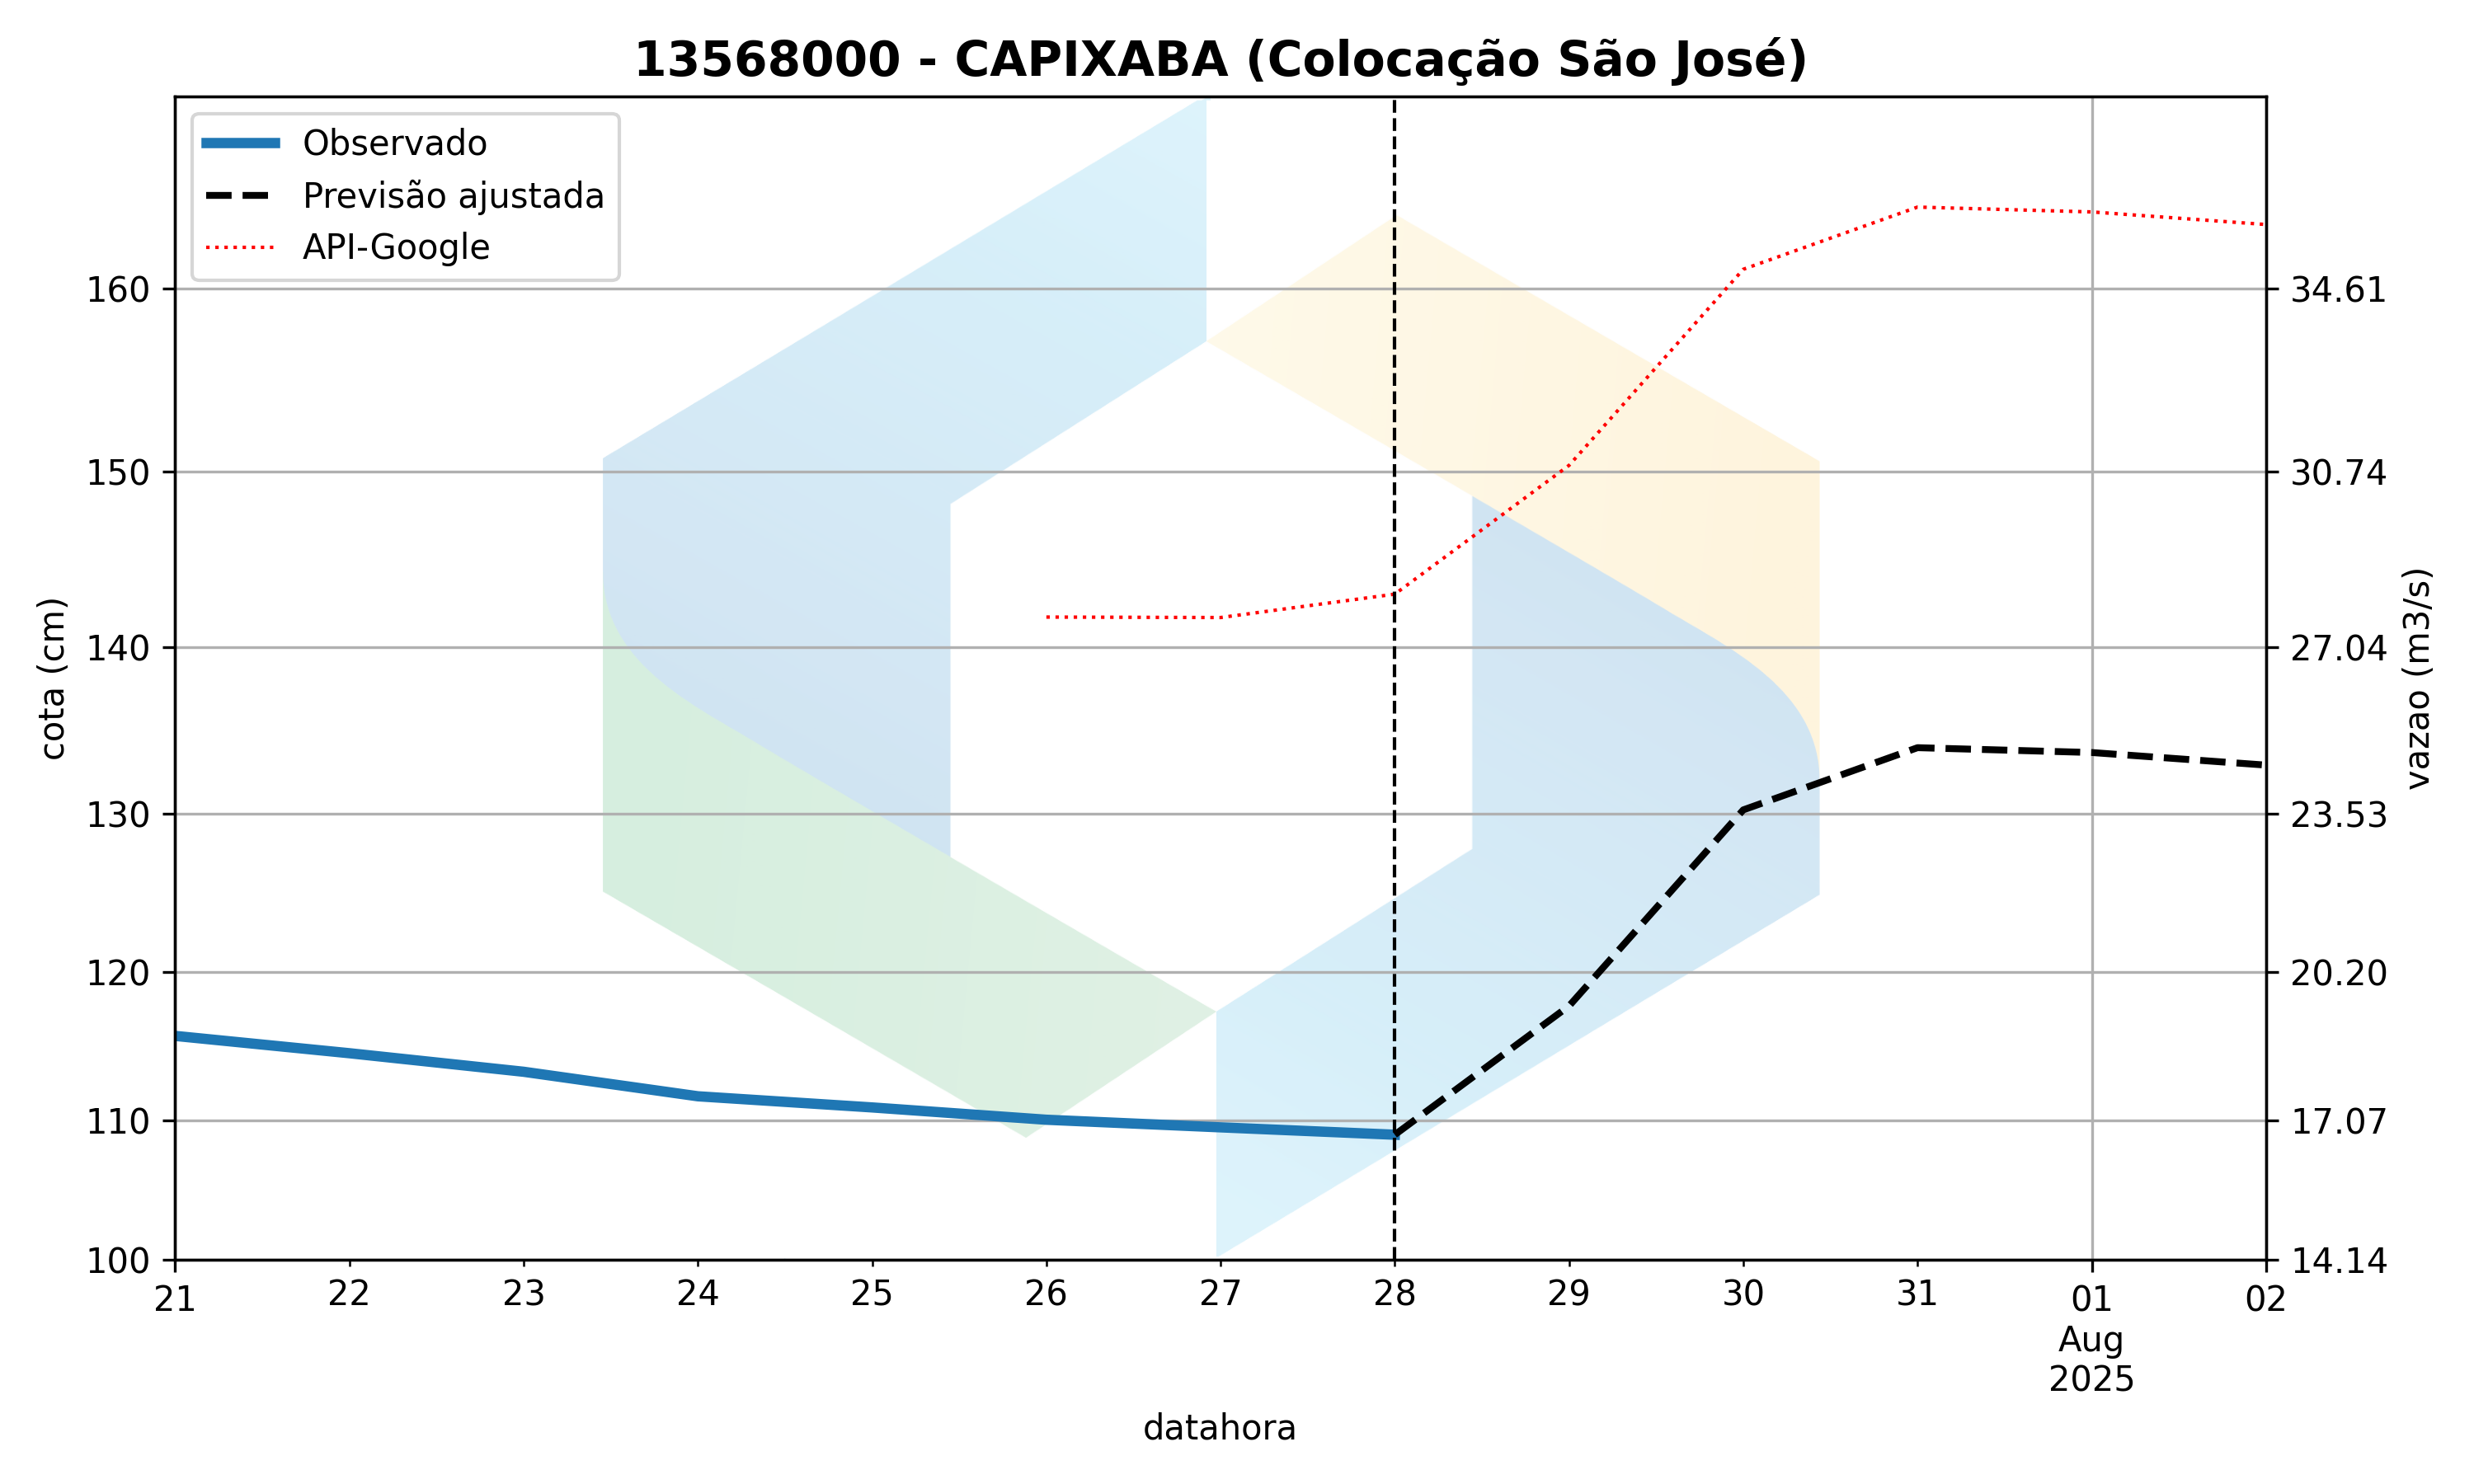 13568000 - CAPIXABA (Colocação São José)
Observado
Previsão ajustada
API-Google
160
150
140
130
120
110
100
cota (cm)
34.61
30.74
27.04
23.53
20.20
17.07
14.14
vazao (m3/s)
21 22 23 24 25 26 27 28 29 30 31 01 02
Aug
2025
datahora